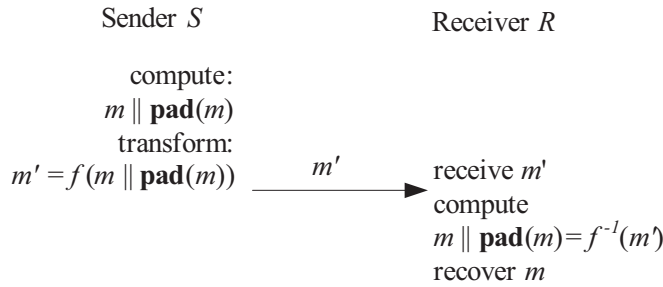 Sender S
Receiver R
compute:
m || pad(m)
transform:
m' = f(m || pad(m))
m'
receive m'
compute
m || pad(m)=f⁻¹(m')
recover m